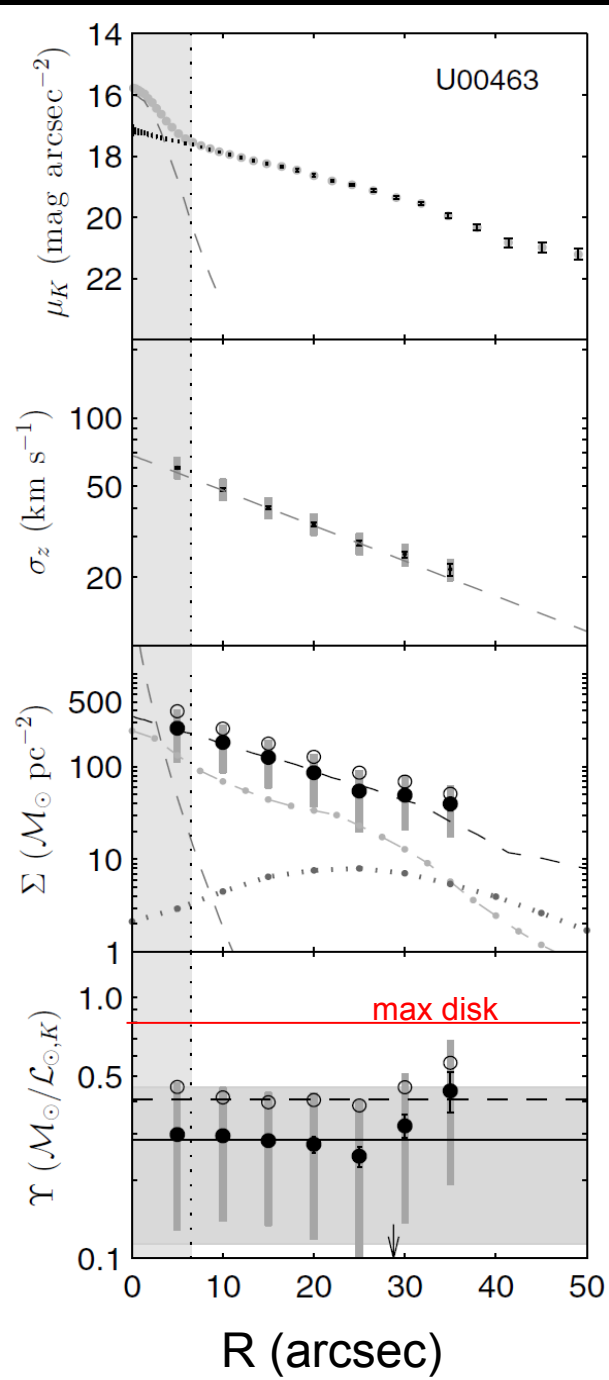 14
16
18
20
22
μK (mag arcsec−2)
U00463
100
50
20
σz (km s−1)
500
100
10
1
Σ (M⊙ pc−2)
1.0
0.5
0.1
Υ (M⊙/L⊙,K)
max disk
0 10 20 30 40 50
R (arcsec)